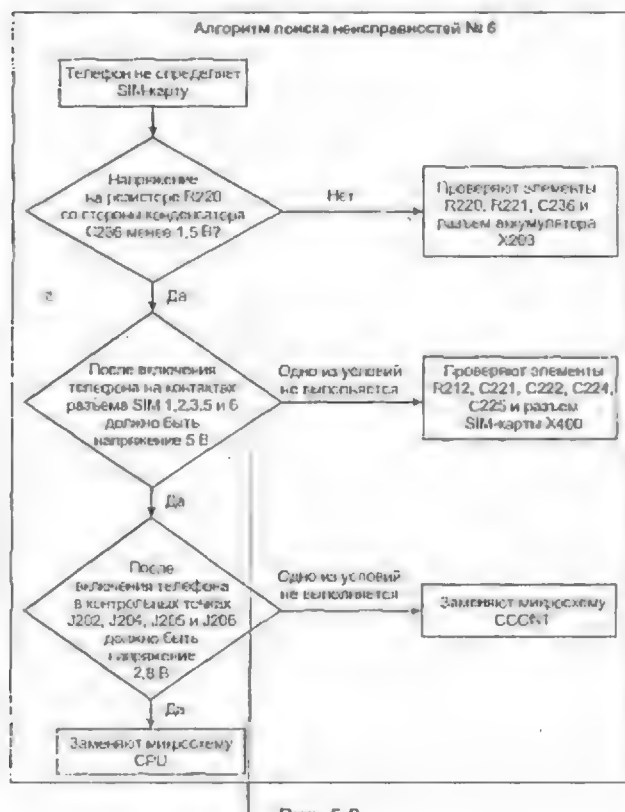 Алгоритм поиска неисправностей № 6
Телефон не определяет
SIM-карту
Напряжение
на резисторе R220
со стороны конденсатора
C236 менее 1,5 В?
Нет
Проверяют элементы
R220, R221, C236 и
разъем аккумулятора
X203
Да
После включения
телефона на контактах
разъема SIM 1,2,3,5 и 6
должно быть
напряжение 5 В
Одно из условий
не выполняется
Проверяют элементы
R212, C221, C222, C224,
C225 и разъем
SIM-карты X400
Да
После
включения телефона
в контрольных точках
J202, J204, J205 и J206
должно быть
напряжение
2,8 В
Одно из условий
не выполняется
Заменяют микросхему
CCONT
Да
Заменяют микросхему
CPU